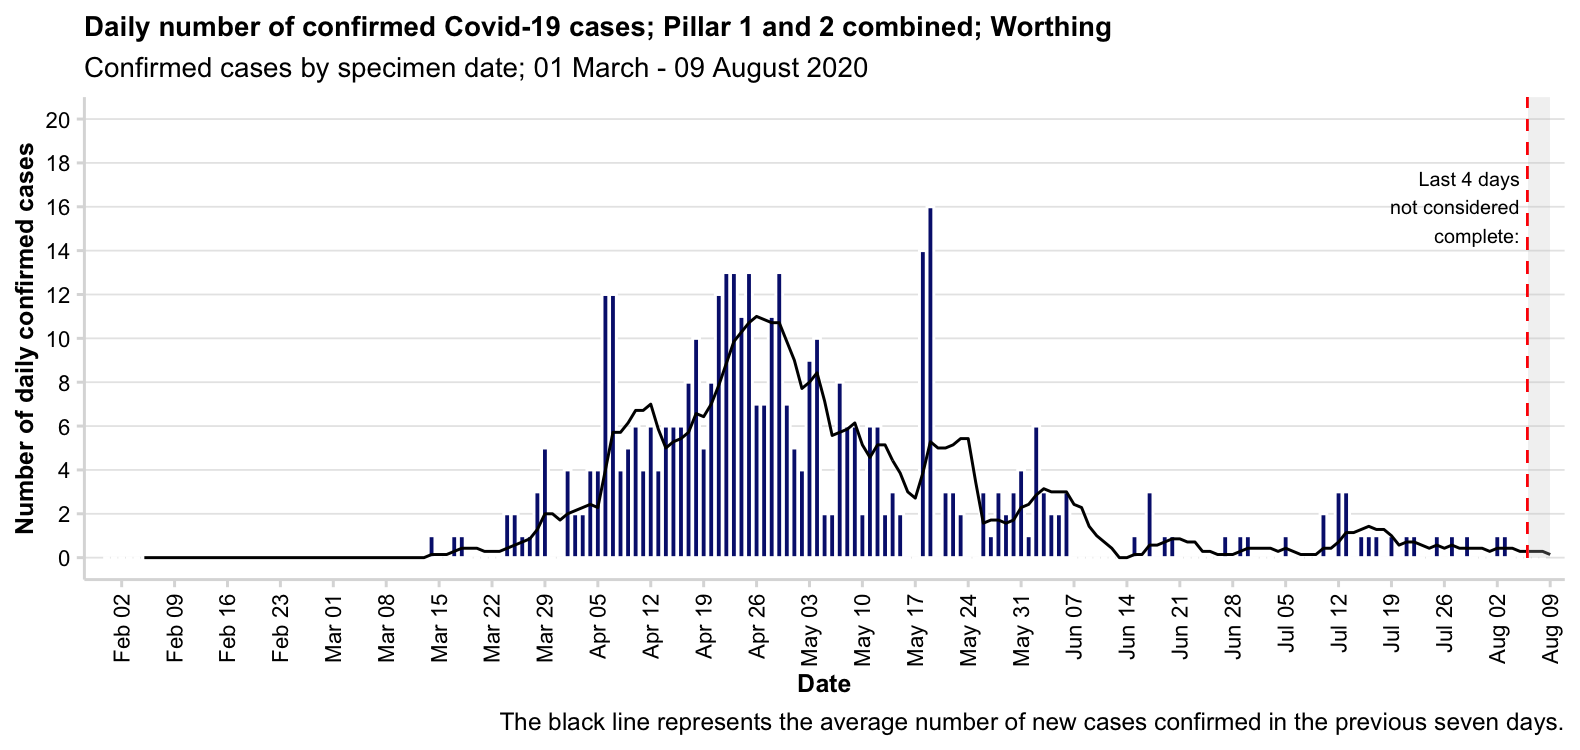 Daily number of confirmed Covid-19 cases; Pillar 1 and 2 combined; Worthing
Confirmed cases by specimen date; 01 March - 09 August 2020
Number of daily confirmed cases
20
18
16
14
12
10
8
6
4
2
0
Last 4 days
not considered
complete:
Feb 02
Feb 09
Feb 16
Feb 23
Mar 01
Mar 08
Mar 15
Mar 22
Mar 29
Apr 05
Apr 12
Apr 19
Apr 26
May 03
May 10
May 17
May 24
May 31
Jun 07
Jun 14
Jun 21
Jun 28
Jul 05
Jul 12
Jul 19
Jul 26
Aug 02
Aug 09
Date
The black line represents the average number of new cases confirmed in the previous seven days.